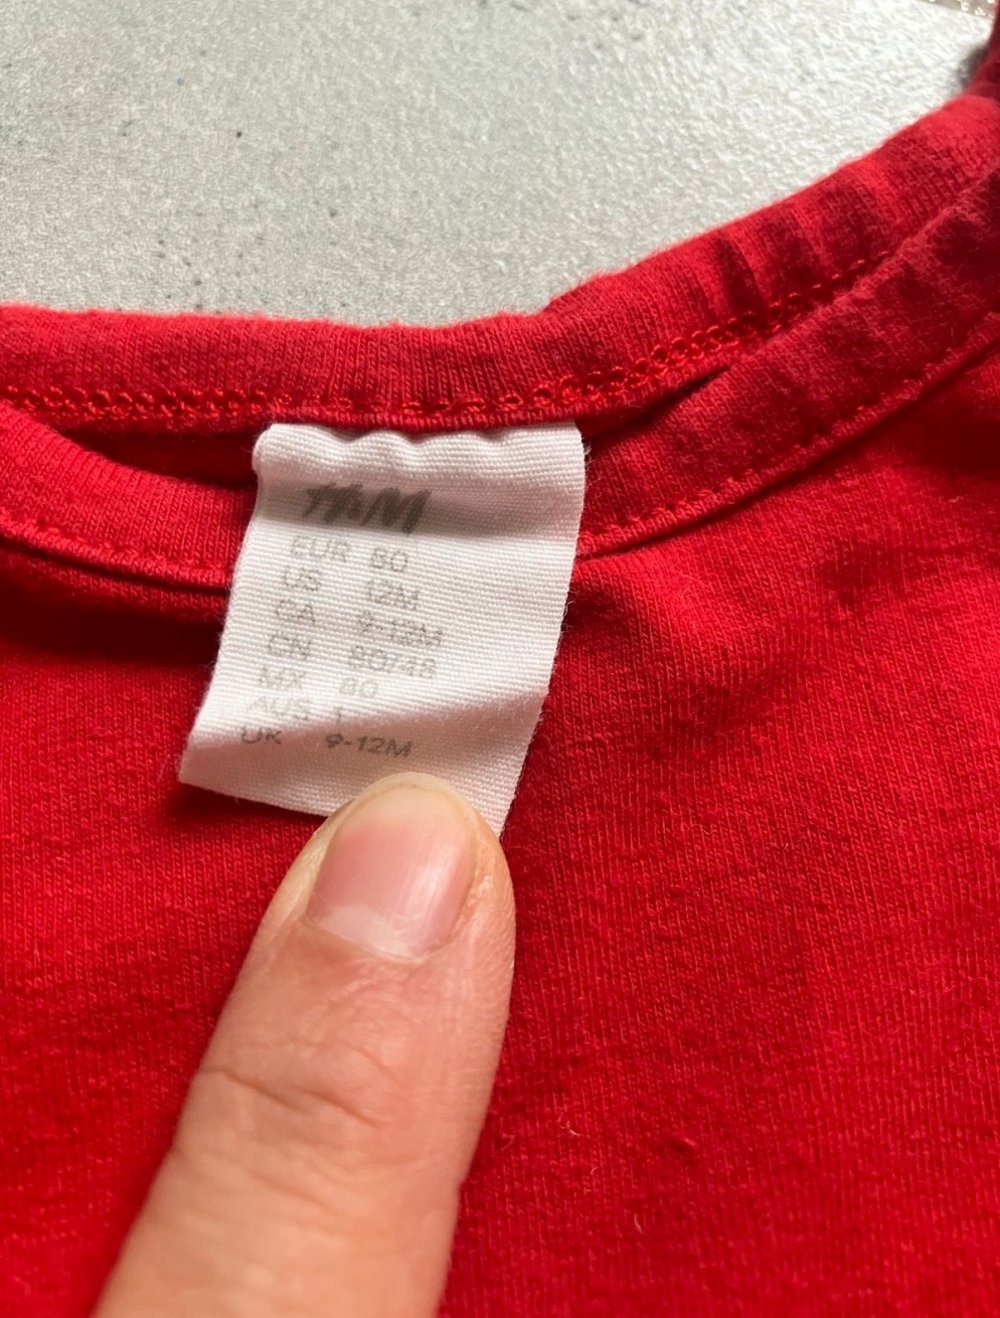 H&M
EUR 80
US 12M
CA 9-12M
CN 80/48
MX 80
AUS 1
UK 9-12M